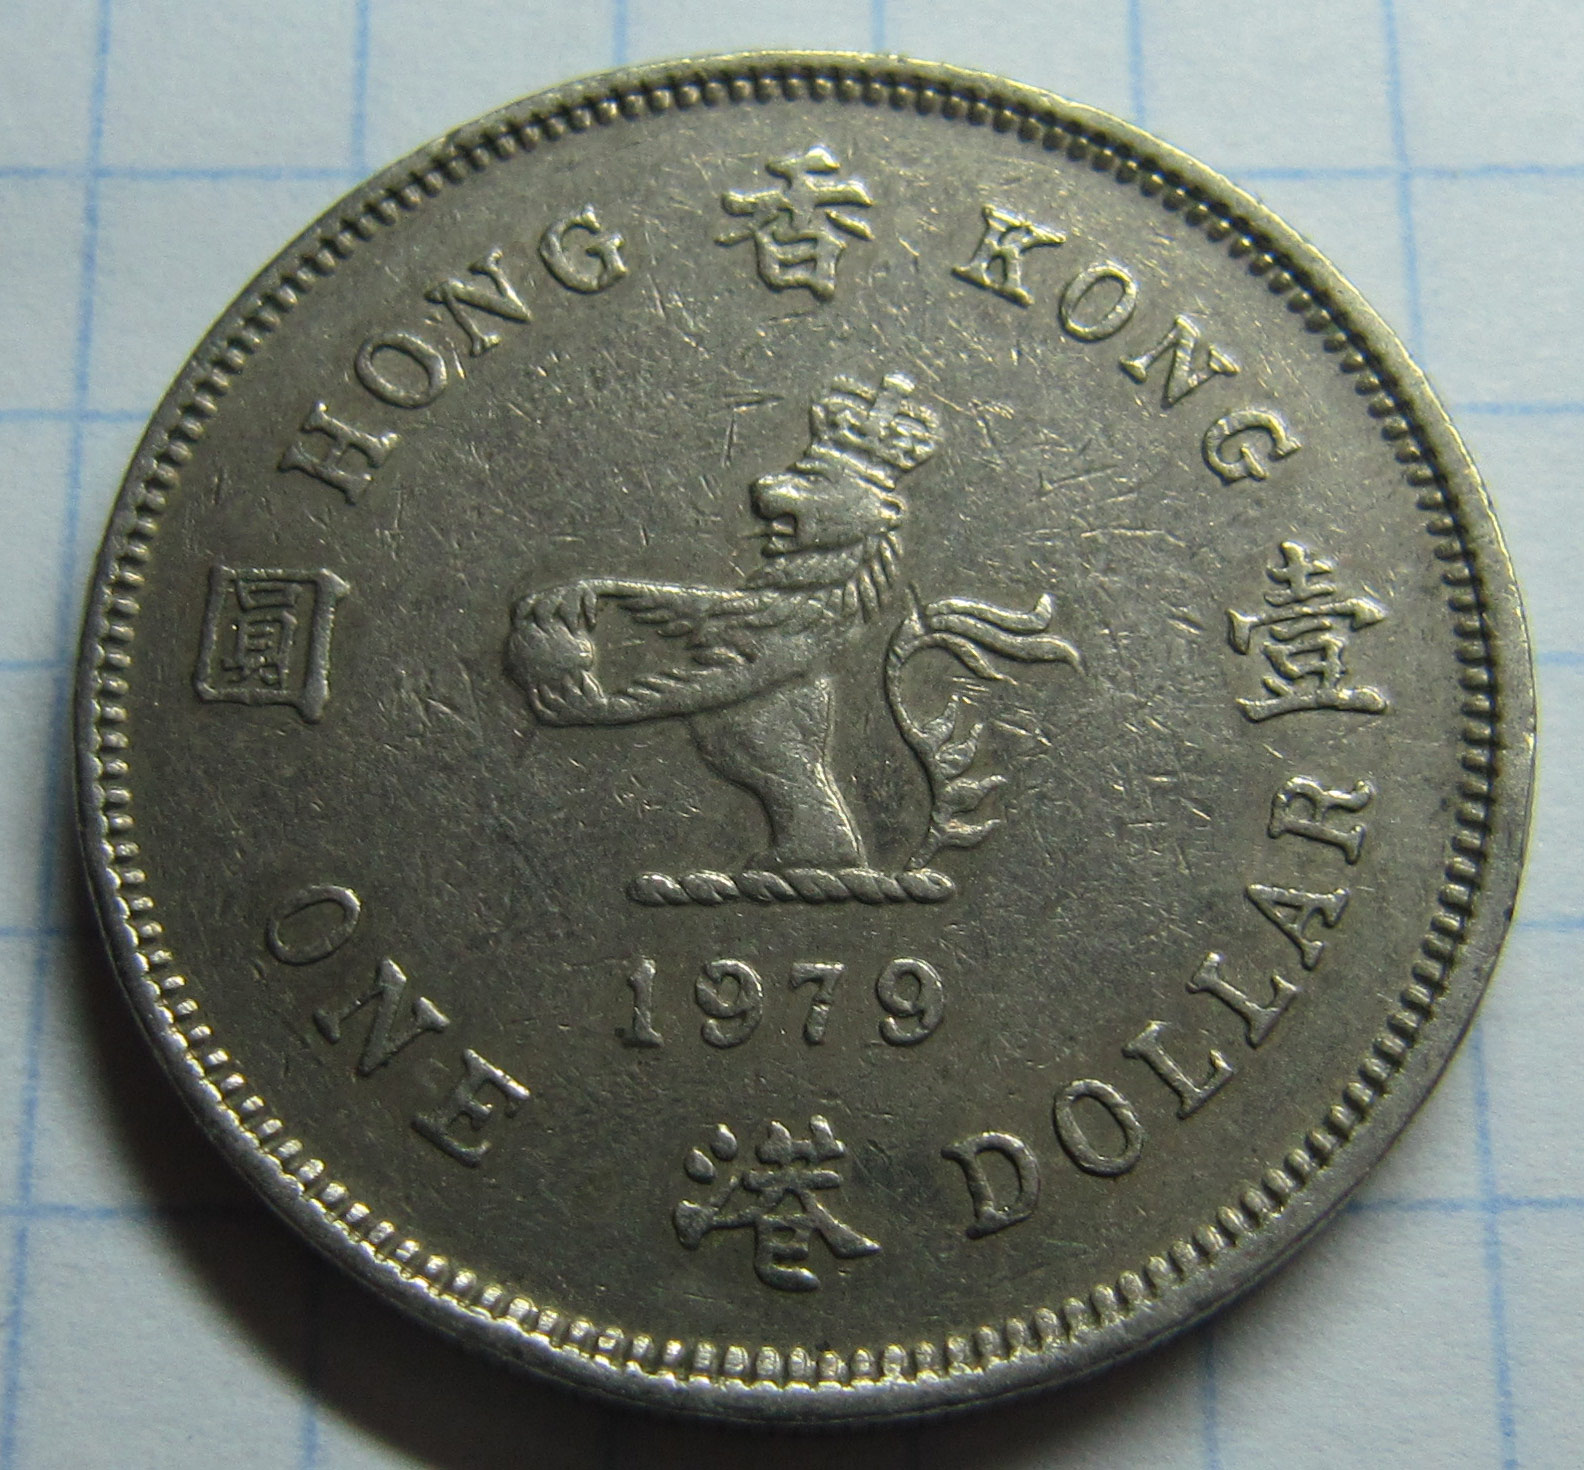 HONG 香 KONG
圓 壹
1979
ONE 港 DOLLAR